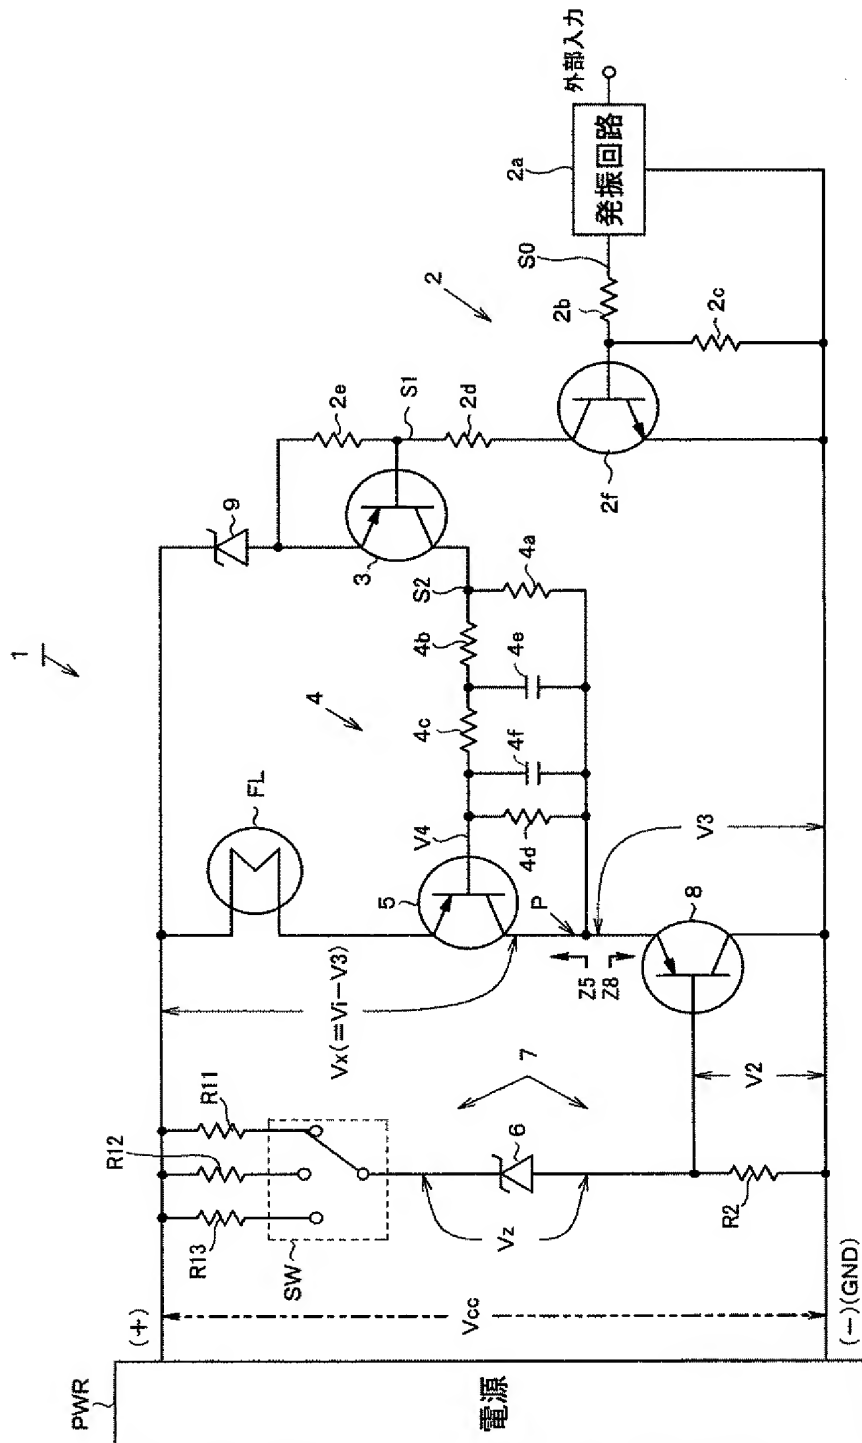 1
PWR
電源
(+)
(−)(GND)
Vcc
R13
R12
R11
SW
Vz
6
7
R2
V2
Vx(=Vi−V3)
FL
5
V4
P
Z5
Z8
8
V3
4
4c
4b
4d
4f
4e
4a
S2
3
9
2e
S1
2d
2f
2
2b
2c
S0
2a
発振回路
外部入力